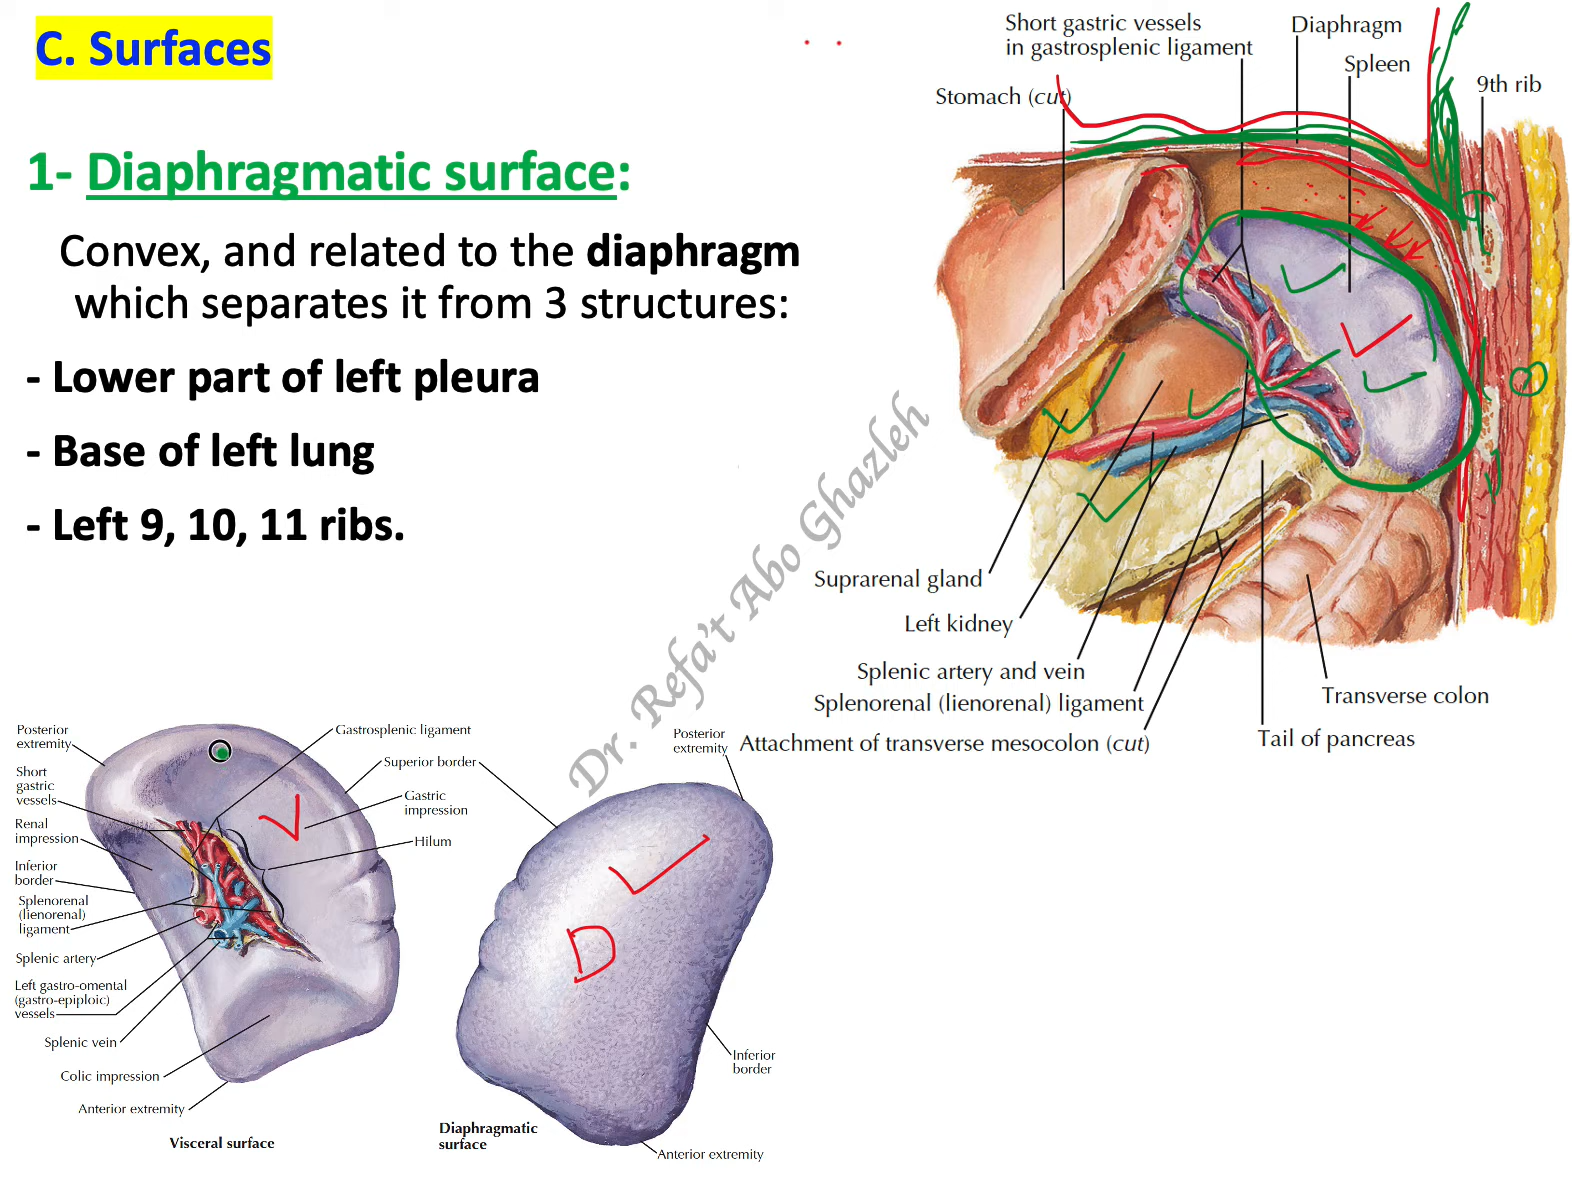 C. Surfaces
1- Diaphragmatic surface:
Convex, and related to the diaphragm
which separates it from 3 structures:
- Lower part of left pleura
- Base of left lung
- Left 9, 10, 11 ribs.
Short gastric vessels
in gastrosplenic ligament
Diaphragm
Spleen
9th rib
Stomach (cut)
Suprarenal gland
Left kidney
Splenic artery and vein
Splenorenal (lienorenal) ligament
Attachment of transverse mesocolon (cut)
Transverse colon
Tail of pancreas
Dr. Refa't Abo Ghazleh
Posterior
extremity
Short
gastric
vessels
Renal
impression
Inferior
border
Splenorenal
(lienorenal)
ligament
Splenic artery
Left gastro-omental
(gastro-epiploic)
vessels
Splenic vein
Colic impression
Anterior extremity
Gastrosplenic ligament
Superior border
Gastric
impression
Hilum
V
Visceral surface
Posterior
extremity
D
Inferior
border
Diaphragmatic
surface
Anterior extremity